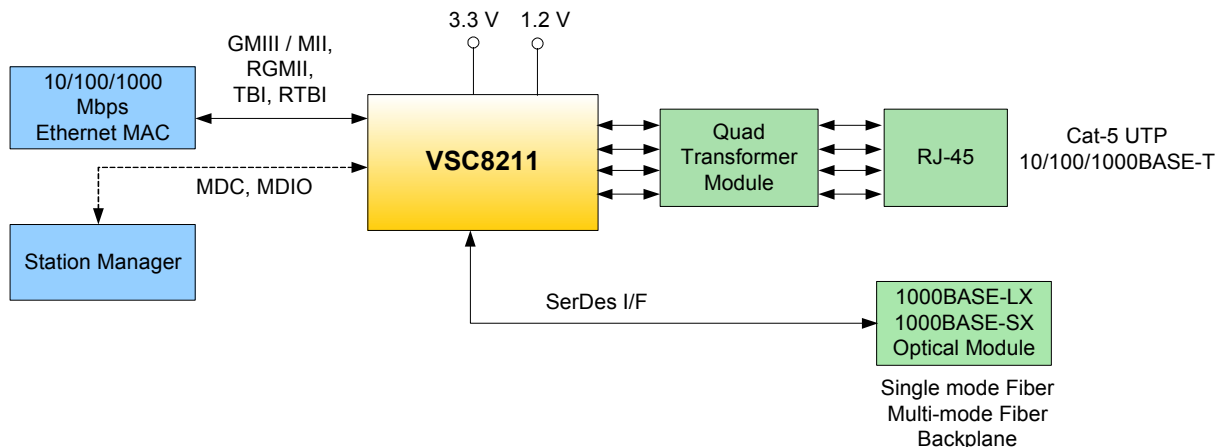 3.3 V
1.2 V
GMIII / MII,
RGMII,
TBI, RTBI
10/100/1000
Mbps
Ethernet MAC
VSC8211
Quad
Transformer
Module
RJ-45
Cat-5 UTP
10/100/1000BASE-T
MDC, MDIO
Station Manager
SerDes I/F
1000BASE-LX
1000BASE-SX
Optical Module
Single mode Fiber
Multi-mode Fiber
Backplane